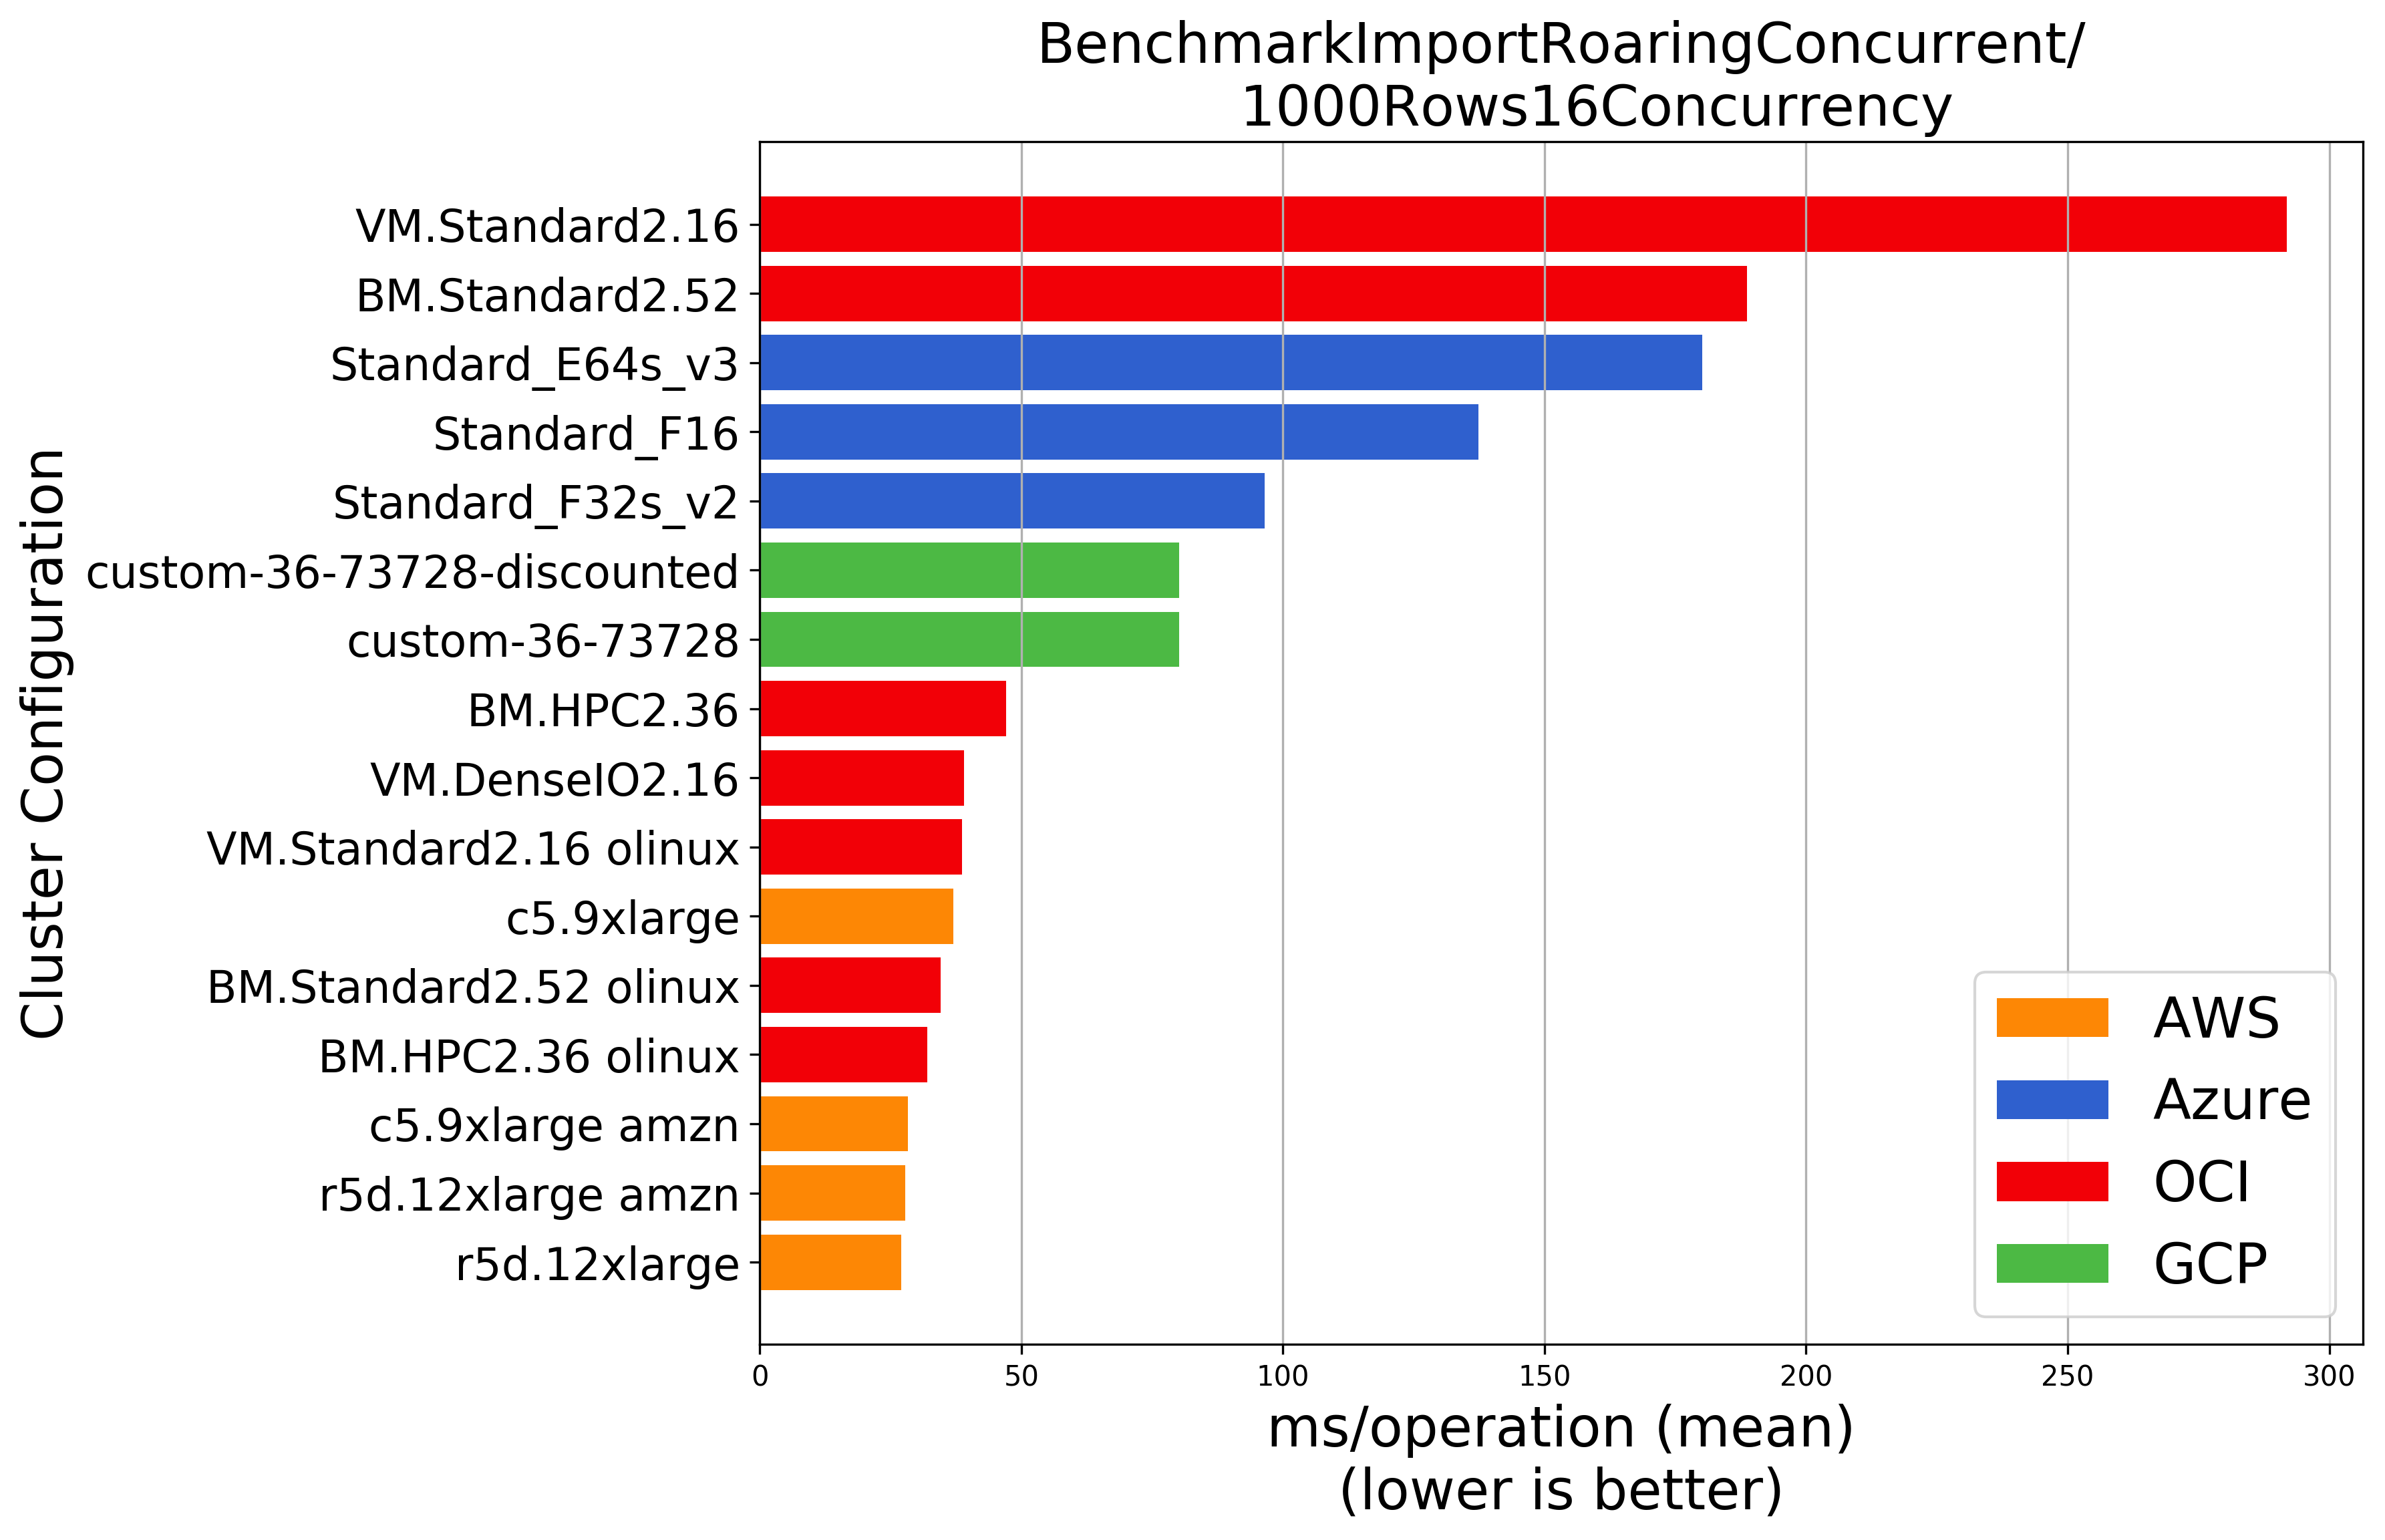 BenchmarkImportRoaringConcurrent/
1000Rows16Concurrency
Cluster Configuration
VM.Standard2.16
BM.Standard2.52
Standard_E64s_v3
Standard_F16
Standard_F32s_v2
custom-36-73728-discounted
custom-36-73728
BM.HPC2.36
VM.DenseIO2.16
VM.Standard2.16 olinux
c5.9xlarge
BM.Standard2.52 olinux
BM.HPC2.36 olinux
c5.9xlarge amzn
r5d.12xlarge amzn
r5d.12xlarge
AWS
Azure
OCI
GCP
0 50 100 150 200 250 300
ms/operation (mean)
(lower is better)